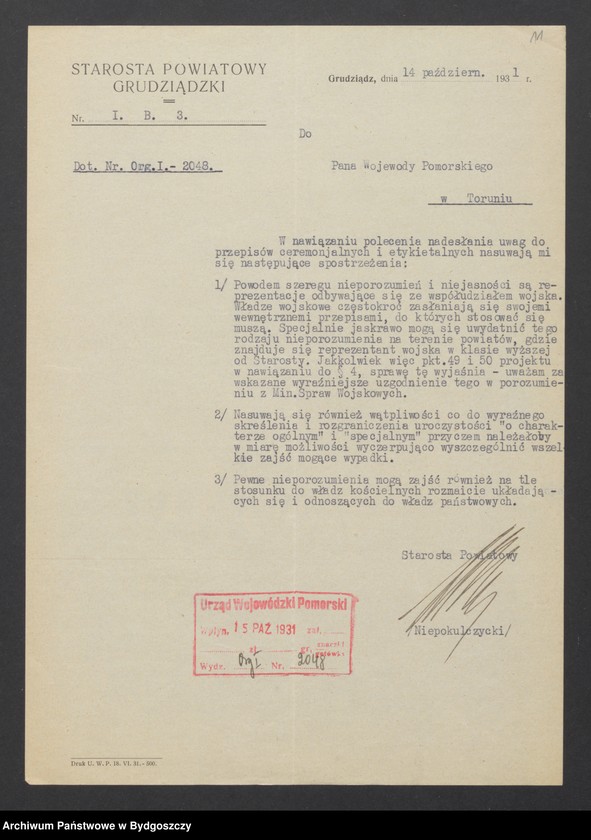 11
STAROSTA POWIATOWY
GRUDZIĄDZKI
Grudziądz, dnia 14 październ. 1931 r.
Nr. I. B. 3.
Do
Dot. Nr. Org.I.- 2048.
Pana Wojewody Pomorskiego
w Toruniu
W nawiązaniu polecenia nadesłania uwag do
przepisów ceremonjalnych i etykietalnych nasuwają mi
się następujące spostrzeżenia:
1/ Powodem szeregu nieporozumień i niejasności są re-
prezentacje odbywające się ze współudziałem wojska.
Władze wojskowe częstokroć zasłaniają się swojemi
wewnętrznemi przepisami, do których stosować się
muszą. Specjalnie jaskrawo mogą się uwydatnić tego
rodzaju nieporozumienia na terenie powiatów, gdzie
znajduje się reprezentant wojska w klasie wyższej
od Starosty. Jakkolwiek więc pkt.49 i 50 projektu
w nawiązaniu do § 4, sprawę tę wyjaśnia - uważam za
wskazane wyraźniejsze uzgodnienie tego w porozumie-
niu z Min.Spraw Wojskowych.
2/ Nasuwają się również wątpliwości co do wyraźnego
skreślenia i rozgraniczenia uroczystości "o charak-
terze ogólnym" i "specjalnym" przyczem należałoby
w miarę możliwości wyczerpująco wyszczególnić wszel-
kie zajść mogące wypadki.
3/ Pewne nieporozumienia mogą zajść również na tle
stosunku do władz kościelnych rozmaicie układają -
cych się i odnoszących do władz państwowych.
Starosta Powiatowy
/Niepokulczycki/
Urząd Wojewódzki Pomorski
Wpłyn. 15 PAŹ 1931 zał.
zł gr.
Wydz. Org I Nr. 2048
Druk U. W. P. 18. VI. 31.- 500.
Archiwum Państwowe w Bydgoszczy